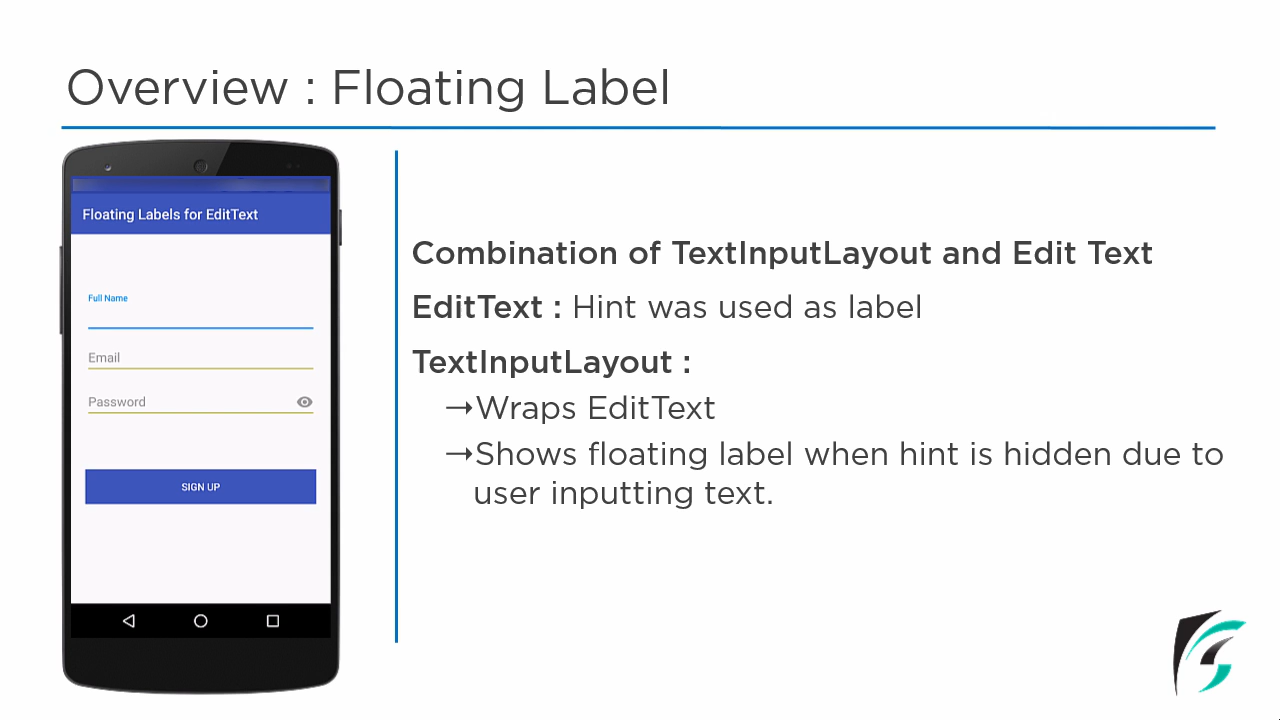 Overview : Floating Label
Floating Labels for EditText
Full Name
Email
Password
SIGN UP
Combination of TextInputLayout and Edit Text
EditText : Hint was used as label
TextInputLayout :
→Wraps EditText
→Shows floating label when hint is hidden due to
user inputting text.